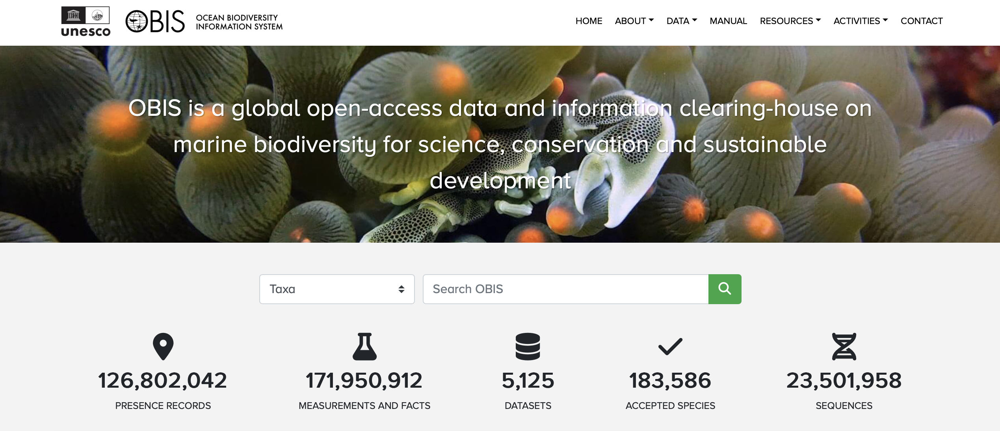 unesco
OBIS
OCEAN BIODIVERSITY
INFORMATION SYSTEM
HOME ABOUT DATA MANUAL RESOURCES ACTIVITIES CONTACT
OBIS is a global open-access data and information clearing-house on
marine biodiversity for science, conservation and sustainable
development
Taxa Search OBIS
126,802,042 171,950,912 5,125 183,586 23,501,958
PRESENCE RECORDS MEASUREMENTS AND FACTS DATASETS ACCEPTED SPECIES SEQUENCES